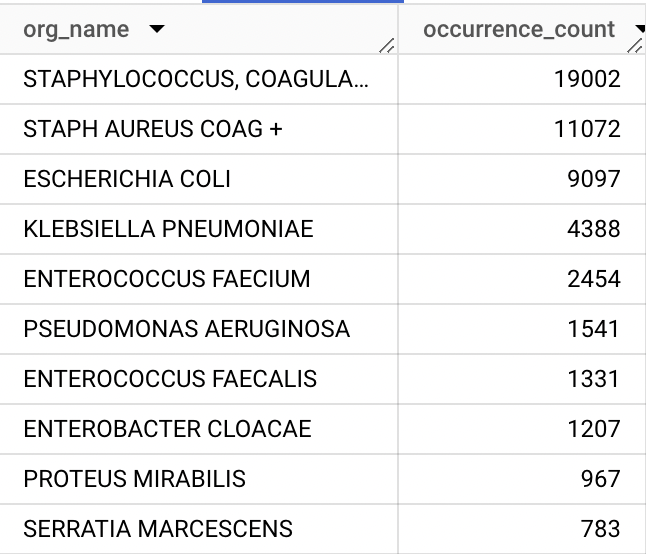 org_name occurrence_count
STAPHYLOCOCCUS, COAGULA... 19002
STAPH AUREUS COAG + 11072
ESCHERICHIA COLI 9097
KLEBSIELLA PNEUMONIAE 4388
ENTEROCOCCUS FAECIUM 2454
PSEUDOMONAS AERUGINOSA 1541
ENTEROCOCCUS FAECALIS 1331
ENTEROBACTER CLOACAE 1207
PROTEUS MIRABILIS 967
SERRATIA MARCESCENS 783